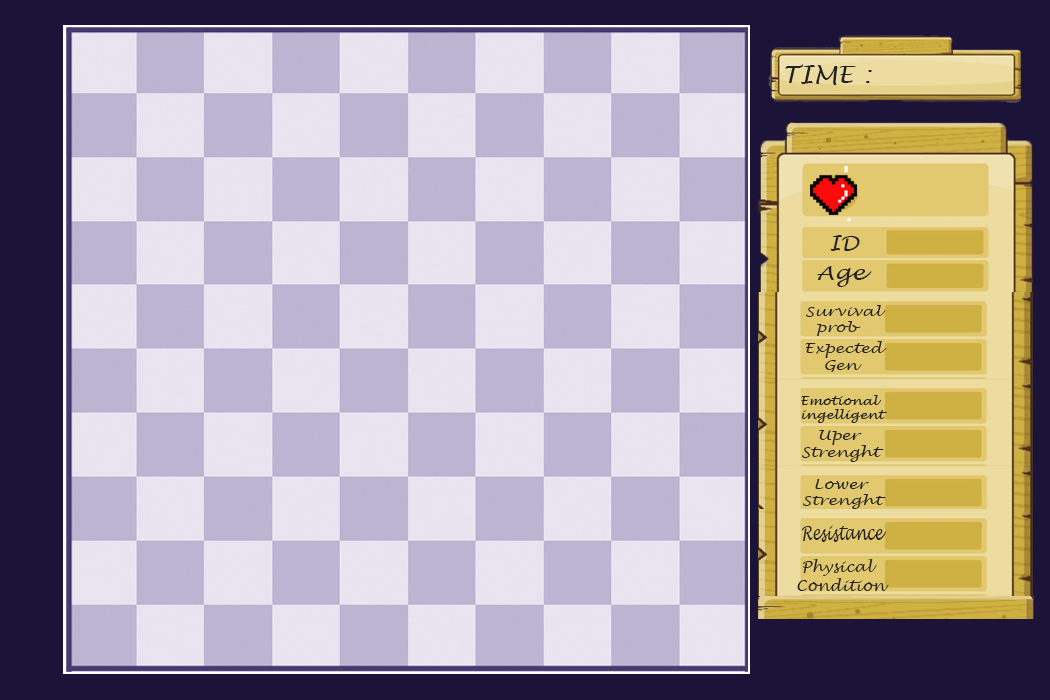 TIME :
ID
Age
Survival
prob
Expected
Gen
Emotional
ingelligent
Uper
Strenght
Lower
Strenght
Resistance
Physical
Condition